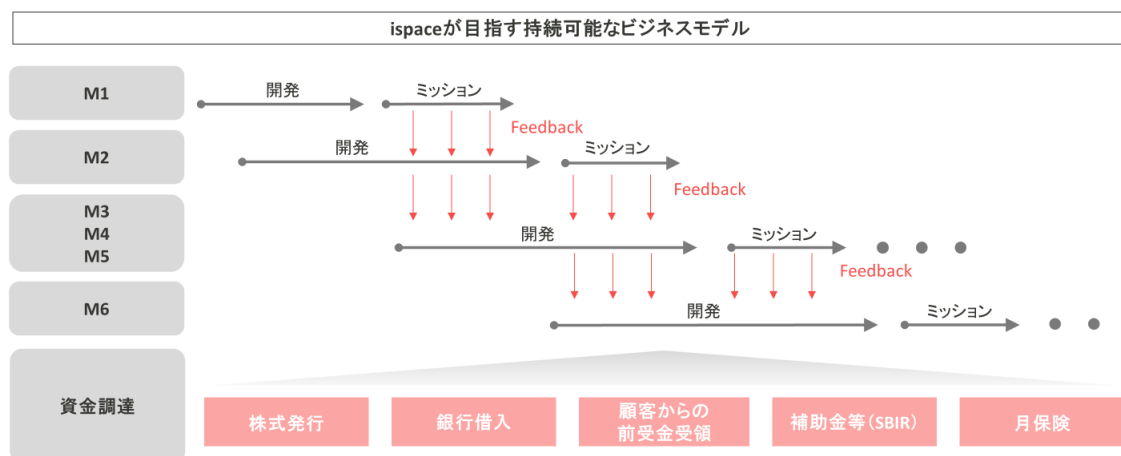 ispaceが目指す持続可能なビジネスモデル
M1
開発
ミッション
Feedback
M2
開発
ミッション
Feedback
M3
M4
M5
開発
ミッション
Feedback
M6
開発
ミッション
資金調達
株式発行
銀行借入
顧客からの
前受金受領
補助金等(SBIR)
月保険